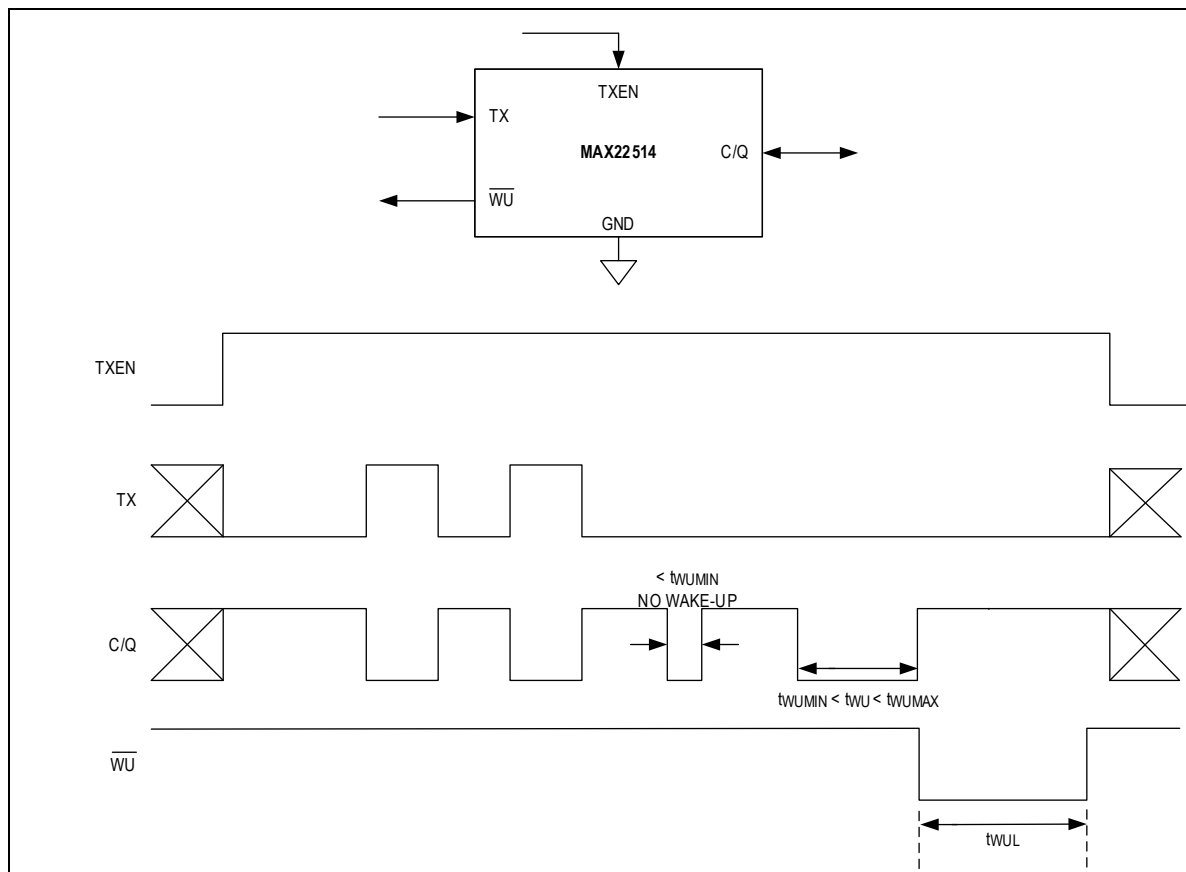 TXEN
TX
MAX22514
C/Q
WU
GND
TXEN
TX
< tWUMIN
NO WAKE-UP
C/Q
tWUMIN < tWU < tWUMAX
WU
tWUL